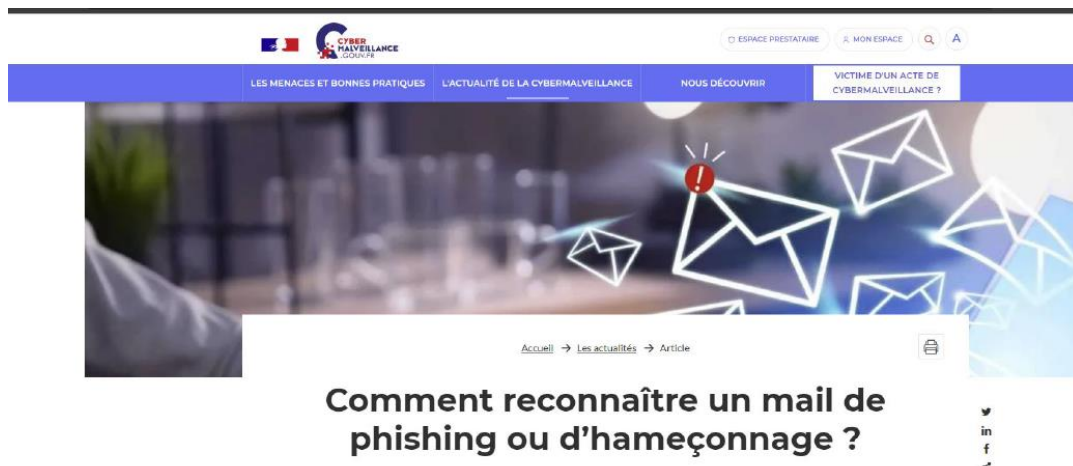 CYBER
MALVEILLANCE
.GOUV.FR
ESPACE PRESTATAIRE
MON ESPACE
A
LES MENACES ET BONNES PRATIQUES
L'ACTUALITÉ DE LA CYBERMALVEILLANCE
NOUS DÉCOUVRIR
VICTIME D'UN ACTE DE
CYBERMALVEILLANCE ?
!
Accueil → Les actualités → Article
Comment reconnaître un mail de
phishing ou d'hameçonnage ?
in
f